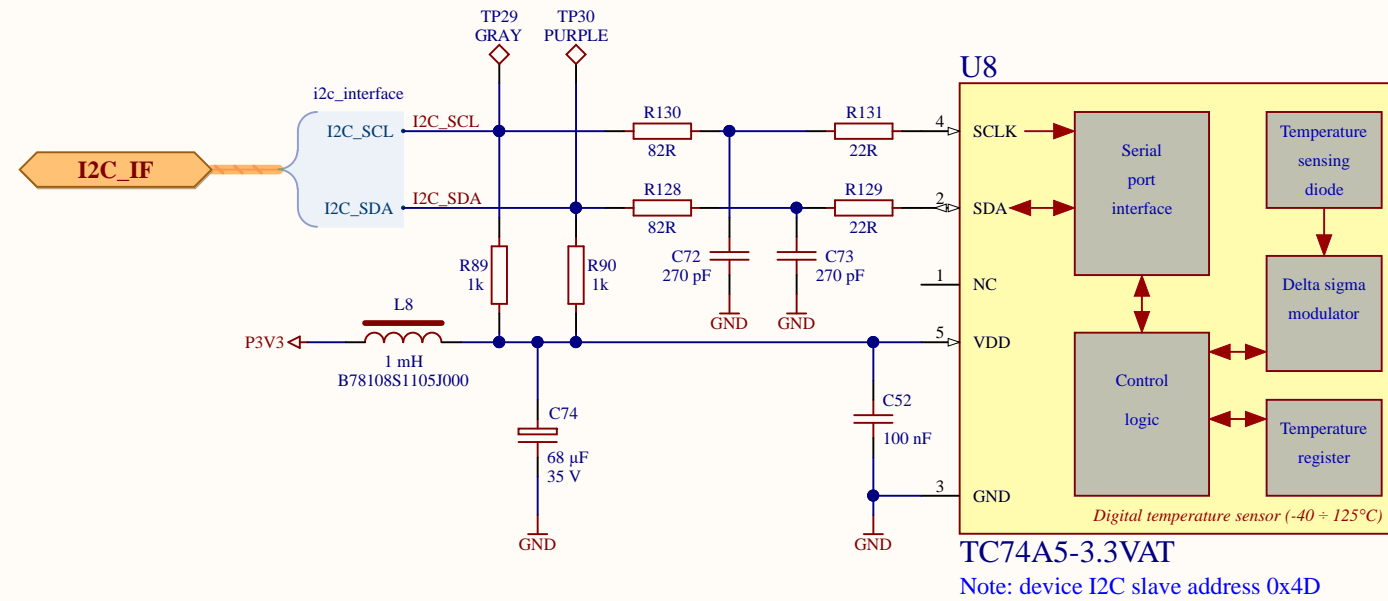 TP29
GRAY
TP30
PURPLE
U8
i2c_interface
I2C_SCL
I2C_SCL
R130
82R
R131
22R
4
SCLK
I2C_IF
I2C_SDA
I2C_SDA
R128
82R
R129
22R
2
SDA
Serial
port
interface
Temperature
sensing
diode
R89
1k
R90
1k
C72
270 pF
C73
270 pF
GND
GND
1
NC
Delta sigma
modulator
L8
P3V3
1 mH
B78108S1105J000
5
VDD
Control
logic
C74
68 µF
35 V
GND
C52
100 nF
3
GND
GND
Temperature
register
Digital temperature sensor (-40 ÷ 125°C)
TC74A5-3.3VAT
Note: device I2C slave address 0x4D